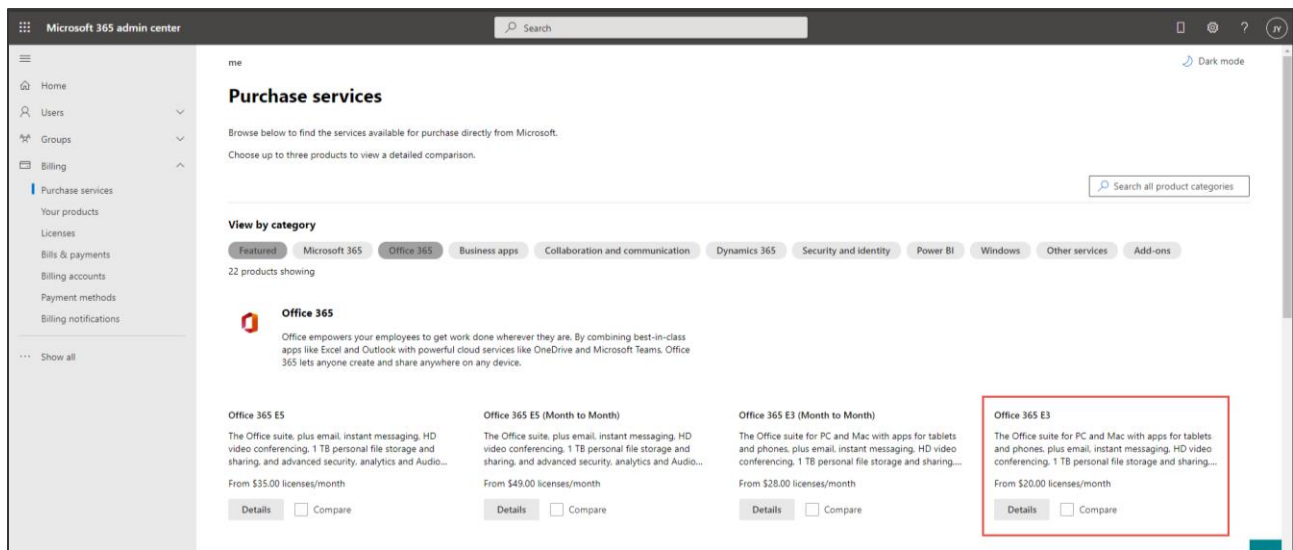 Microsoft 365 admin center
Search
?
JY
me
Dark mode
Home
Users
Groups
Billing
Purchase services
Your products
Licenses
Bills & payments
Billing accounts
Payment methods
Billing notifications
Show all
Purchase services
Browse below to find the services available for purchase directly from Microsoft.
Choose up to three products to view a detailed comparison.
Search all product categories
View by category
Featured Microsoft 365 Office 365 Business apps Collaboration and communication Dynamics 365 Security and identity Power BI Windows Other services Add-ons
22 products showing
Office 365
Office empowers your employees to get work done wherever they are. By combining best-in-class
apps like Excel and Outlook with powerful cloud services like OneDrive and Microsoft Teams. Office
365 lets anyone create and share anywhere on any device.
Office 365 E5
The Office suite, plus email, instant messaging, HD
video conferencing, 1 TB personal file storage and
sharing, and advanced security, analytics and Audio...
From $35.00 licenses/month
Details Compare
Office 365 E5 (Month to Month)
The Office suite, plus email, instant messaging, HD
video conferencing, 1 TB personal file storage and
sharing, and advanced security, analytics and Audio...
From $49.00 licenses/month
Details Compare
Office 365 E3 (Month to Month)
The Office suite for PC and Mac with apps for tablets
and phones, plus email, instant messaging, HD video
conferencing, 1 TB personal file storage and sharing,...
From $28.00 licenses/month
Details Compare
Office 365 E3
The Office suite for PC and Mac with apps for tablets
and phones, plus email, instant messaging, HD video
conferencing, 1 TB personal file storage and sharing,...
From $20.00 licenses/month
Details Compare